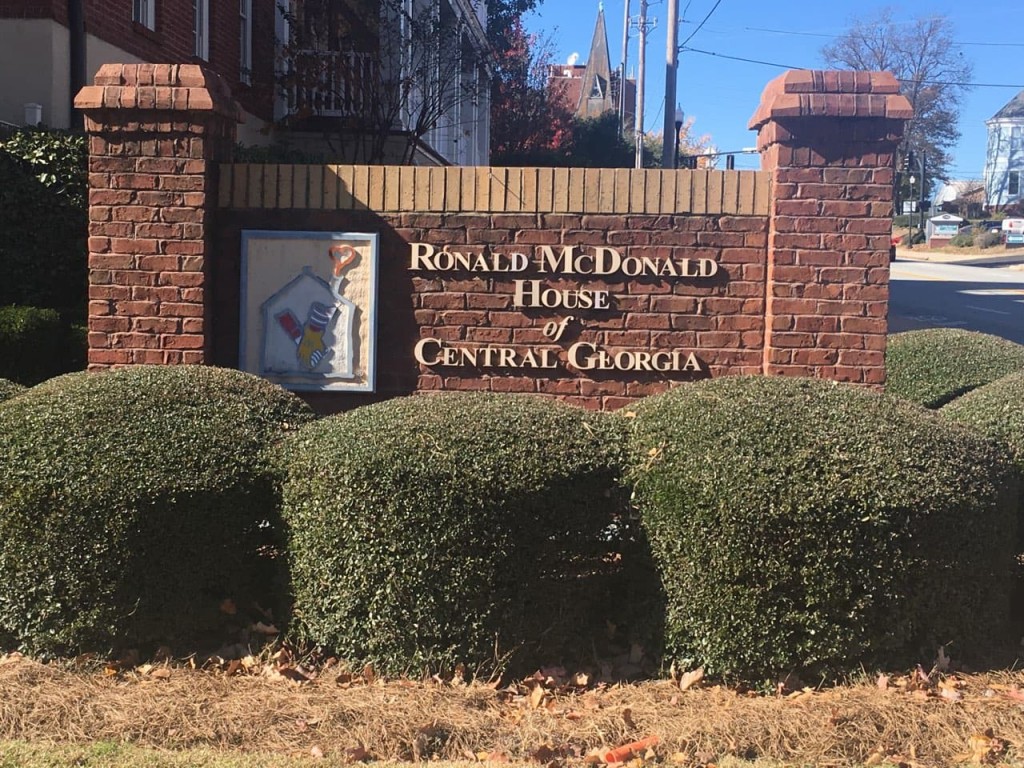 Ronald McDonald
House
of
Central Georgia